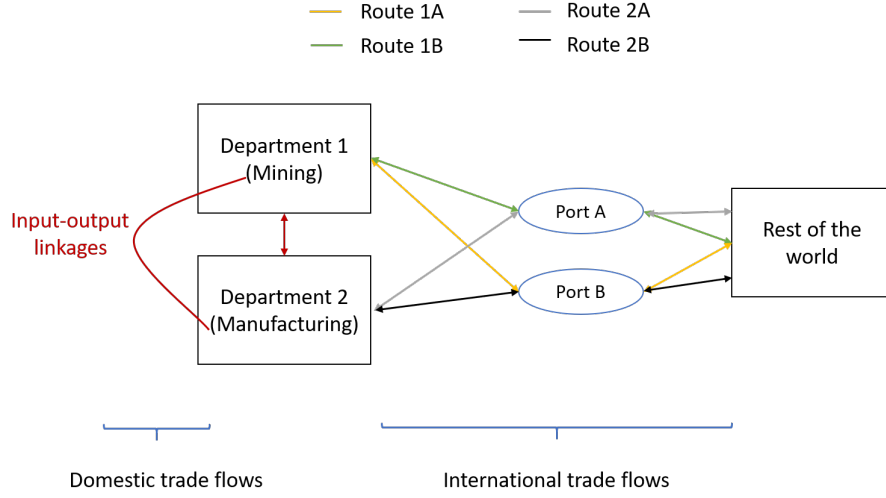 Route 1A
Route 2A
Route 1B
Route 2B
Department 1
(Mining)
Input-output
linkages
Department 2
(Manufacturing)
Port A
Port B
Rest of the
world
Domestic trade flows
International trade flows